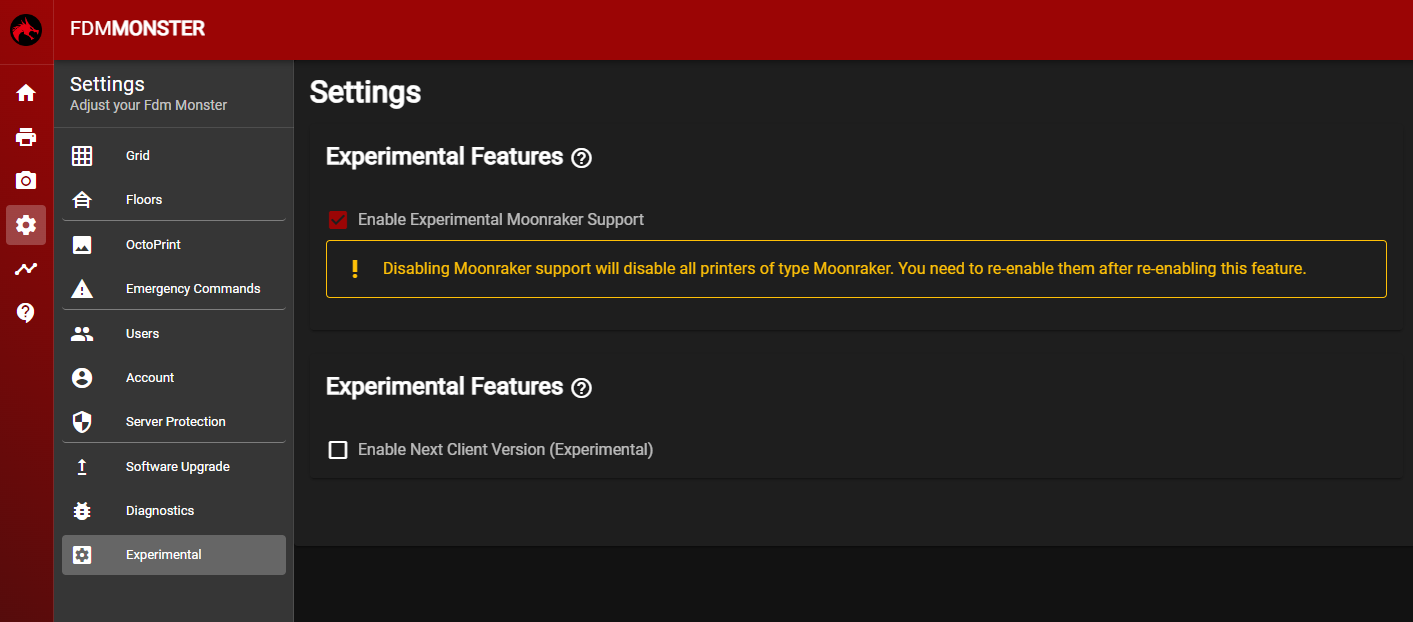 FDMMONSTER
Settings
Adjust your Fdm Monster
Grid
Floors
OctoPrint
Emergency Commands
Users
Account
Server Protection
Software Upgrade
Diagnostics
Experimental
Settings
Experimental Features
Enable Experimental Moonraker Support
Disabling Moonraker support will disable all printers of type Moonraker. You need to re-enable them after re-enabling this feature.
Experimental Features
Enable Next Client Version (Experimental)